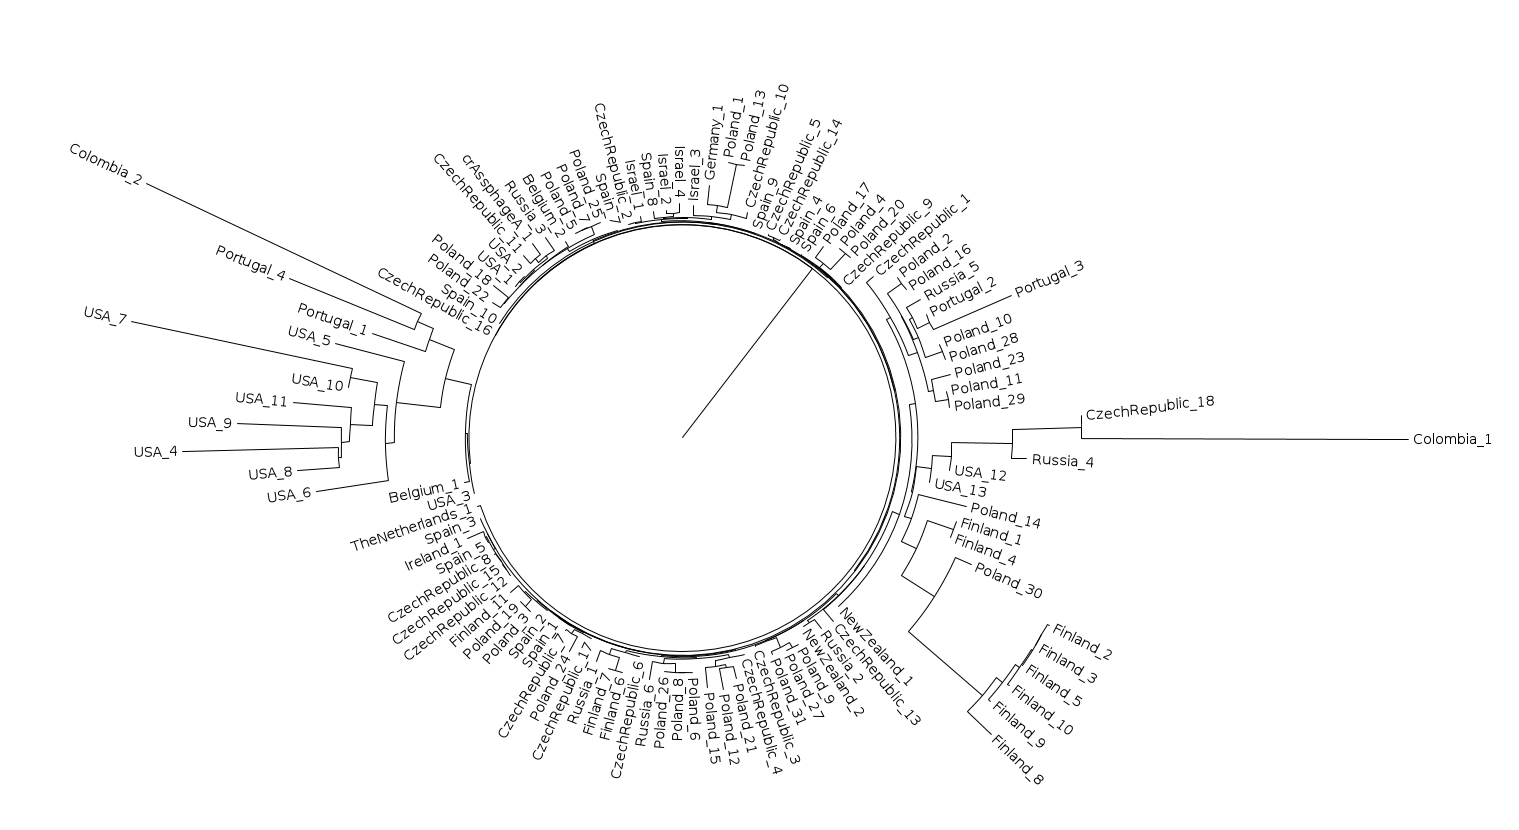 Colombia_2
Portugal_4
Portugal_1
USA_7
USA_5
USA_10
USA_11
USA_9
USA_4
USA_8
USA_6
Belgium_1
USA_3
TheNetherlands_1
Spain_3
Ireland_1
Spain_5
CzechRepublic_8
CzechRepublic_15
CzechRepublic_12
Finland_11
Poland_19
Poland_3
Spain_2
Spain_1
CzechRepublic_7
Poland_24
CzechRepublic_17
Russia_1
Finland_7
Finland_6
CzechRepublic_6
Russia_6
Poland_26
Poland_8
Poland_6
Poland_15
Poland_12
Poland_21
CzechRepublic_4
CzechRepublic_3
Poland_31
Poland_27
Poland_9
NewZealand_2
Russia_2
CzechRepublic_13
NewZealand_1
Finland_8
Finland_9
Finland_10
Finland_5
Finland_3
Finland_2
Poland_30
Finland_4
Finland_1
Poland_14
USA_13
USA_12
Russia_4
Colombia_1
CzechRepublic_18
Poland_29
Poland_11
Poland_23
Poland_28
Poland_10
Portugal_3
Portugal_2
Russia_5
Poland_16
Poland_2
CzechRepublic_1
CzechRepublic_9
Poland_20
Poland_4
Poland_17
Spain_6
Spain_4
CzechRepublic_14
CzechRepublic_5
Spain_9
CzechRepublic_10
Poland_13
Poland_1
Germany_1
Israel_3
Israel_4
Israel_2
Spain_8
Israel_1
CzechRepublic_2
Spain_7
Poland_25
Poland_7
Poland_5
Belgium_2
Russia_3
crAssphageA_1
CzechRepublic_11
USA_2
USA_1
Poland_18
Poland_22
Spain_10
CzechRepublic_16